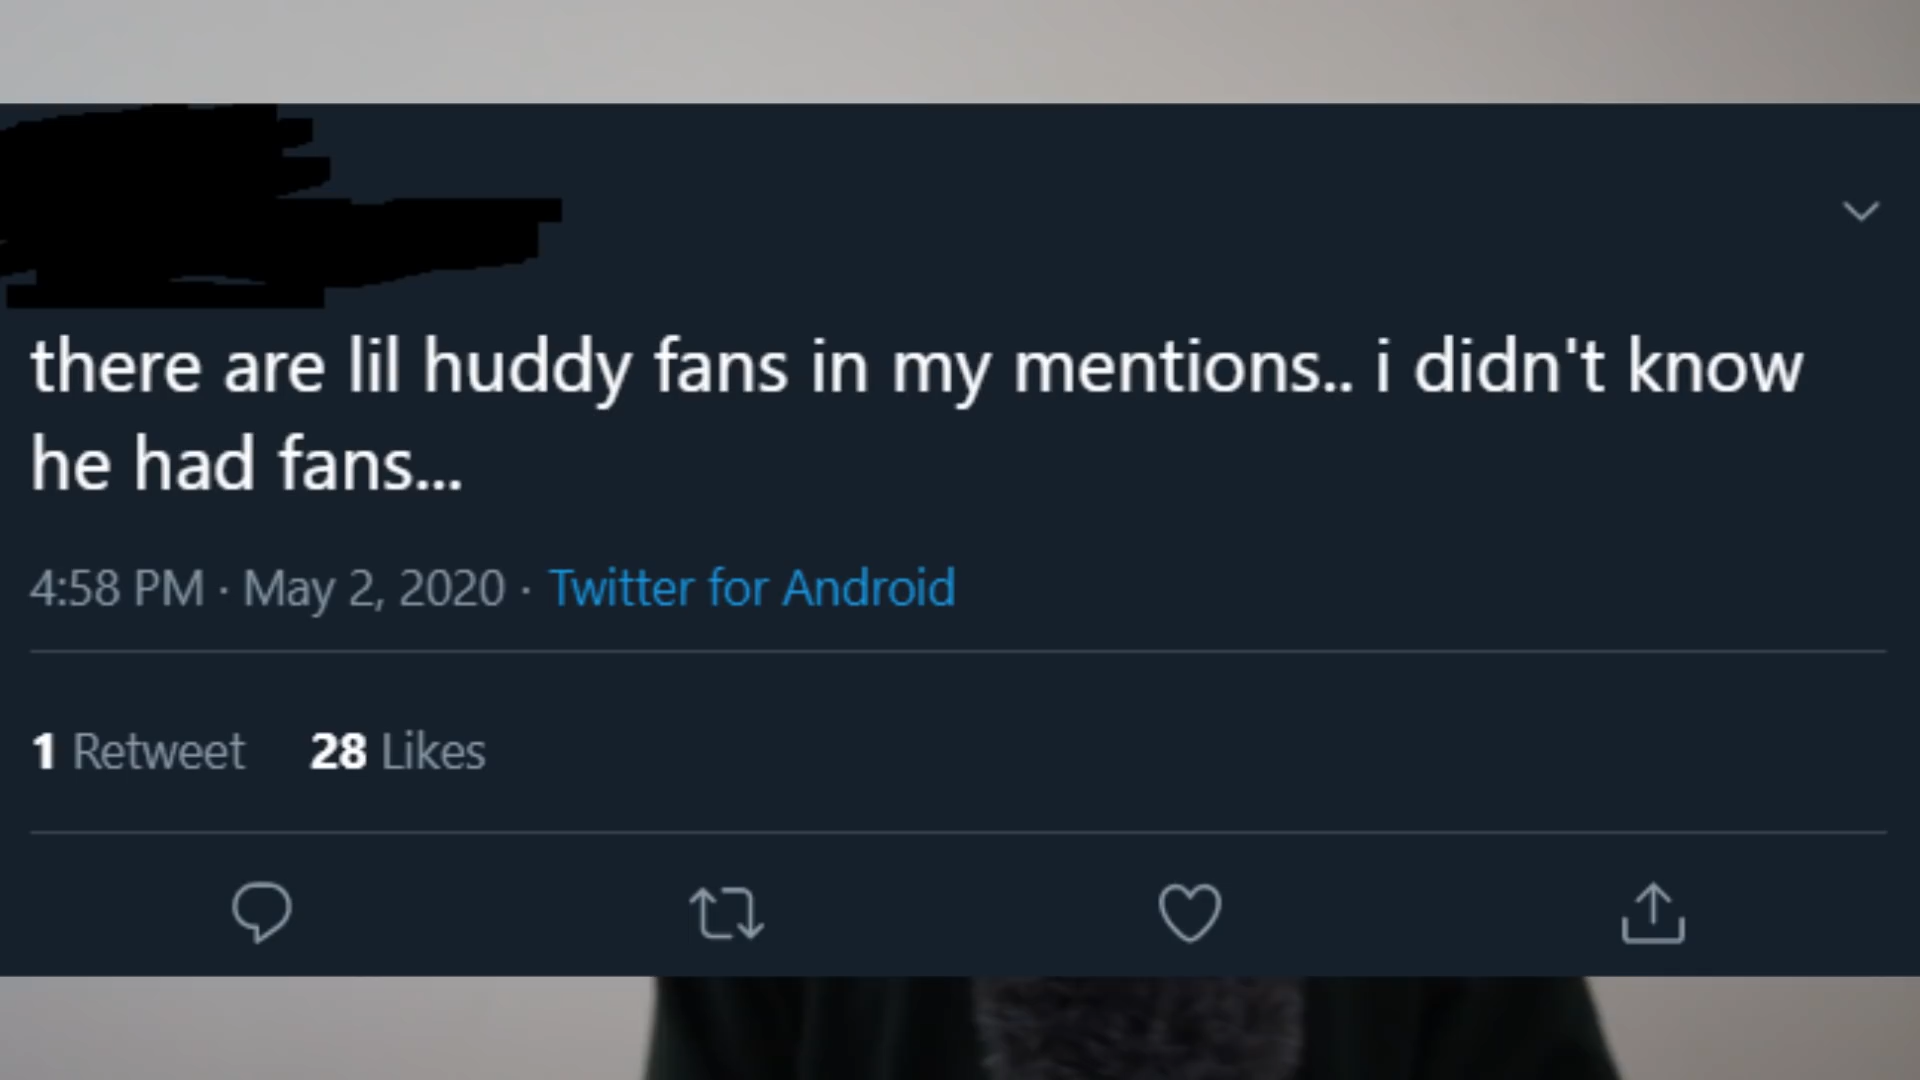 there are lil huddy fans in my mentions.. i didn't know
he had fans...
4:58 PM · May 2, 2020 · Twitter for Android
1 Retweet 28 Likes